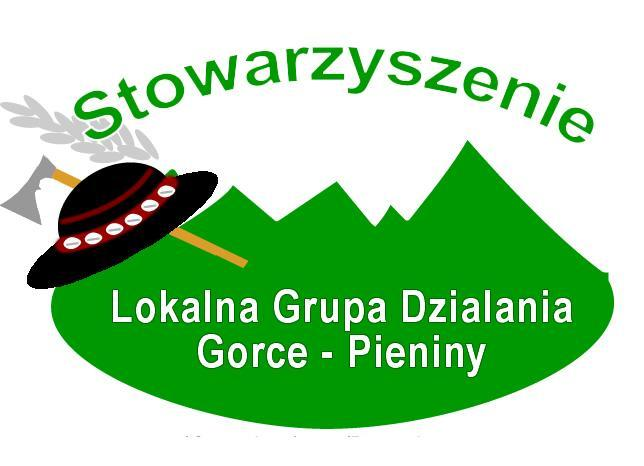 Stowarzyszenie
Lokalna Grupa Dzialania
Gorce - Pieniny